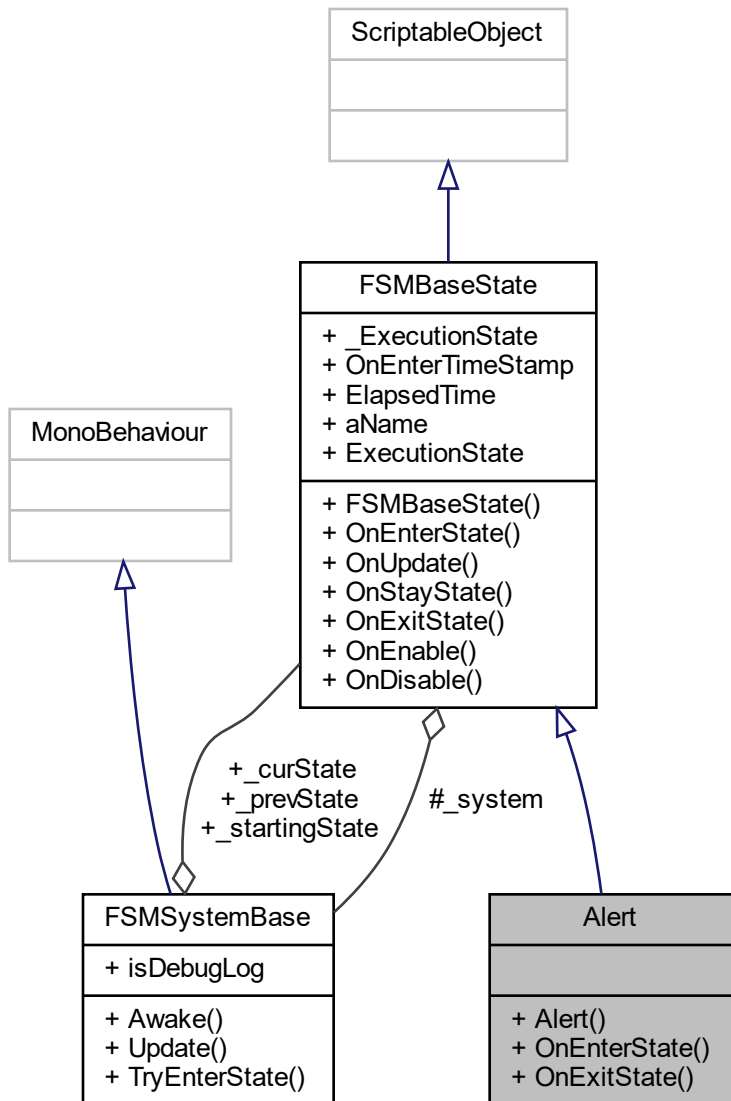 ScriptableObject
FSMBaseState
+ _ExecutionState
+ OnEnterTimeStamp
+ ElapsedTime
+ aName
+ ExecutionState
+ FSMBaseState()
+ OnEnterState()
+ OnUpdate()
+ OnStayState()
+ OnExitState()
+ OnEnable()
+ OnDisable()
MonoBehaviour
+_curState
+_prevState
+_startingState
#_system
FSMSystemBase
+ isDebugLog
+ Awake()
+ Update()
+ TryEnterState()
Alert
+ Alert()
+ OnEnterState()
+ OnExitState()